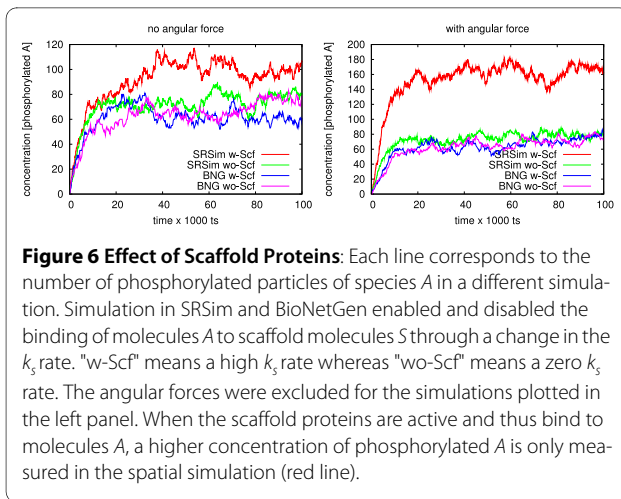 no angular force
with angular force
concentration [phosphorylated A]
120
100
80
60
40
20
0
SRSim w-Scf
SRSim wo-Scf
BNG w-Scf
BNG wo-Scf
0 20 40 60 80 100
time x 1000 ts
concentration [phosphorylated A]
200
180
160
140
120
100
80
60
40
20
0
SRSim w-Scf
SRSim wo-Scf
BNG w-Scf
BNG wo-Scf
0 20 40 60 80 100
time x 1000 ts
Figure 6 Effect of Scaffold Proteins: Each line corresponds to the
number of phosphorylated particles of species A in a different simula-
tion. Simulation in SRSim and BioNetGen enabled and disabled the
binding of molecules A to scaffold molecules S through a change in the
ks rate. "w-Scf" means a high ks rate whereas "wo-Scf" means a zero ks
rate. The angular forces were excluded for the simulations plotted in
the left panel. When the scaffold proteins are active and thus bind to
molecules A, a higher concentration of phosphorylated A is only mea-
sured in the spatial simulation (red line).